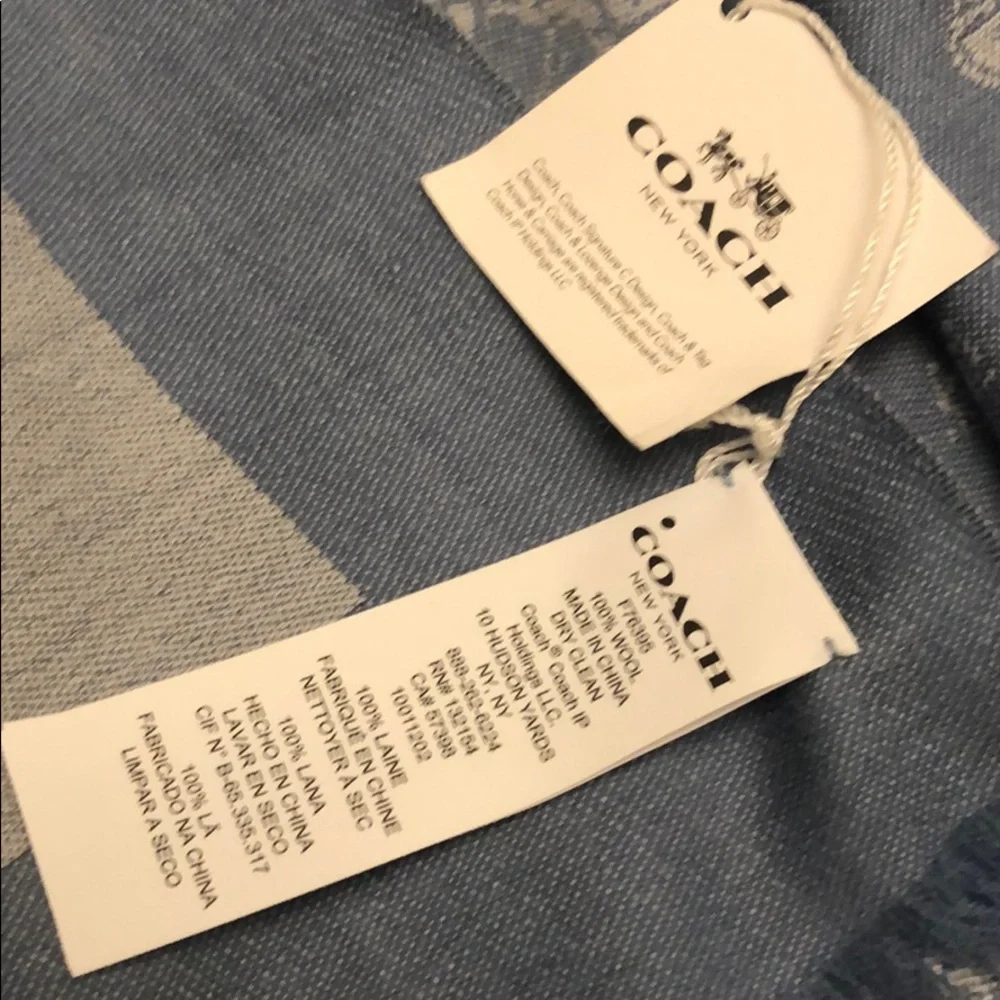 COACH
NEW YORK
Coach, Coach Signature C Design, Coach & Tag
Design, Coach & Lozenge Design and Coach
Horse & Carriage are registered trademarks of
Coach IP Holdings LLC
COACH
NEW YORK
F76395
100% WOOL
MADE IN CHINA
DRY CLEAN
Coach ® Coach IP
Holdings LLC.
10 HUDSON YARDS
NY, NY
888-262-6224
RN# 132154
CA# 57398
10011202
100% LAINE
FABRIQUÉ EN CHINE
NETTOYER À SEC
100% LANA
HECHO EN CHINA
LAVAR EN SECO
CIF N° B-65.335.317
100% LÃ
FABRICADO NA CHINA
LIMPAR A SECO